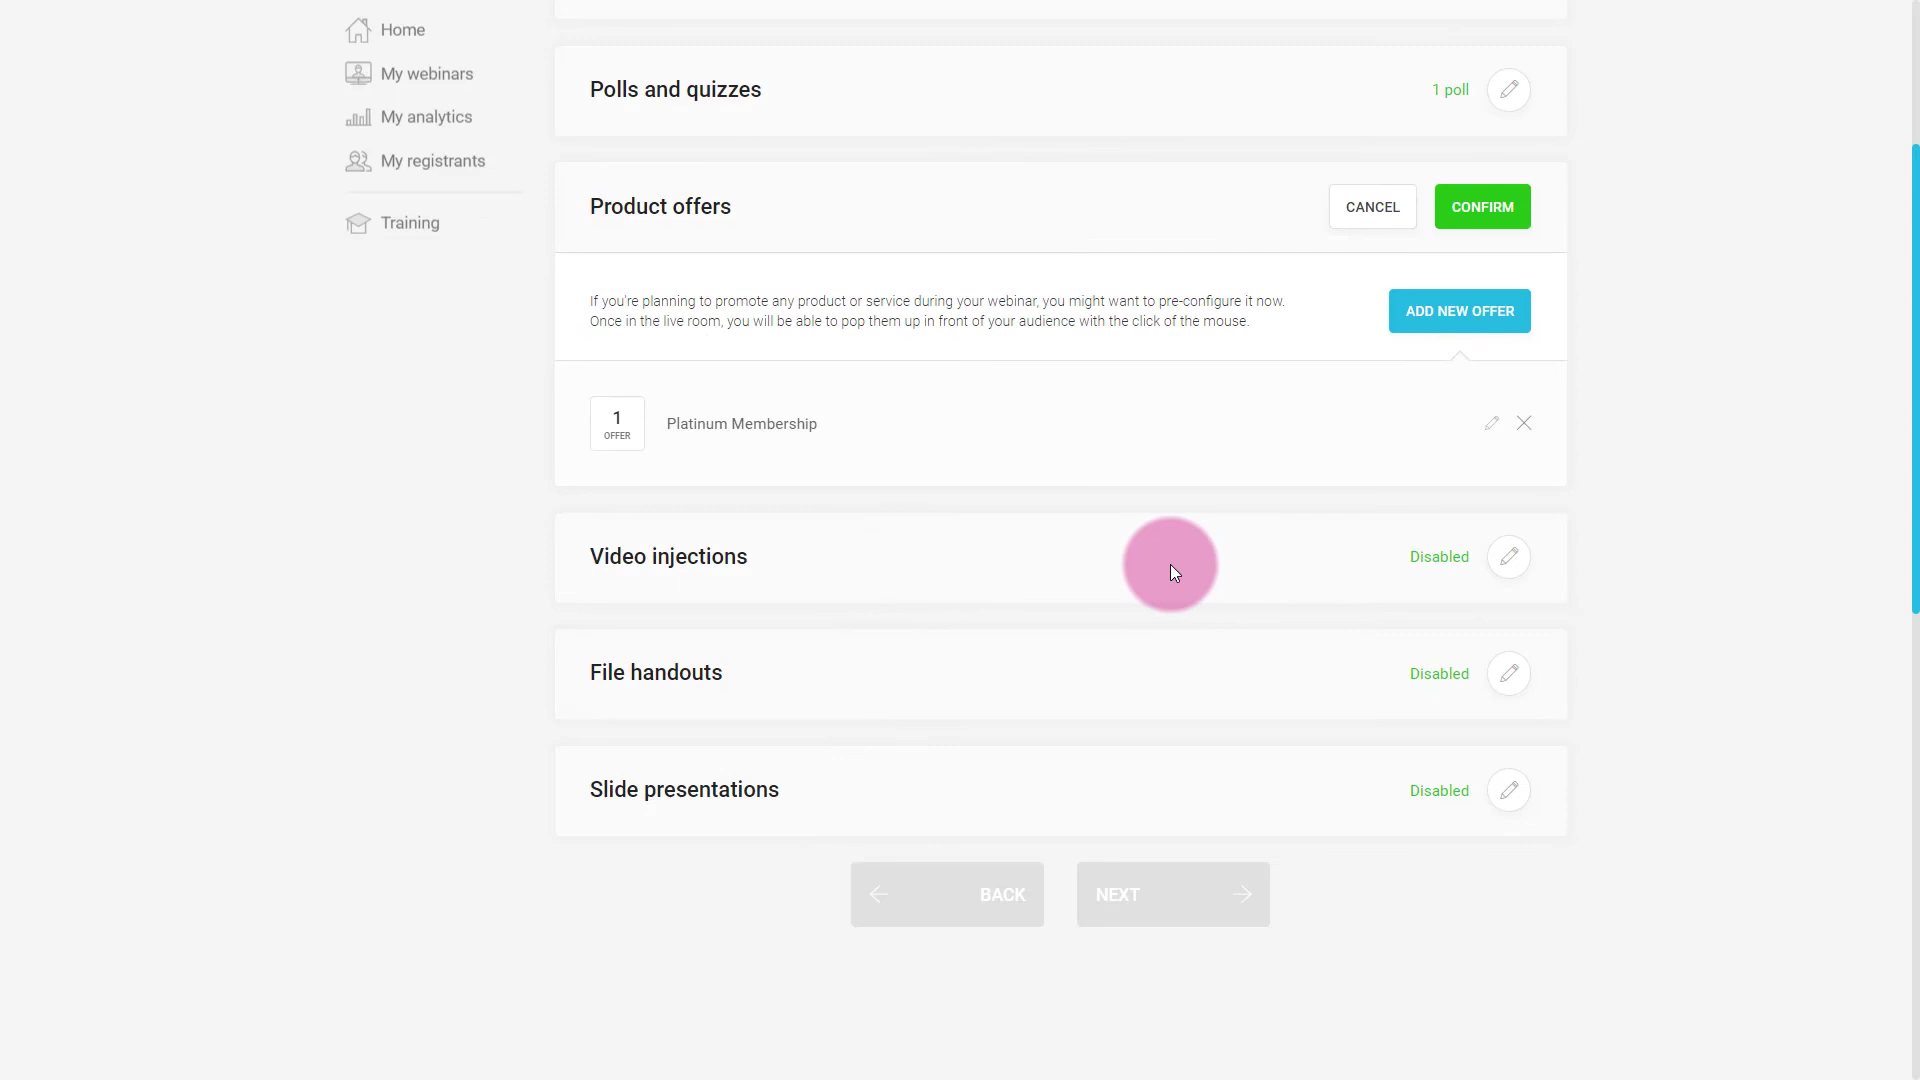 Home
My webinars
My analytics
My registrants
Training
Polls and quizzes
1 poll
Product offers
CANCEL
CONFIRM
If you're planning to promote any product or service during your webinar, you might want to pre-configure it now.
Once in the live room, you will be able to pop them up in front of your audience with the click of the mouse.
ADD NEW OFFER
1
OFFER
Platinum Membership
Video injections
Disabled
File handouts
Disabled
Slide presentations
Disabled
BACK
NEXT